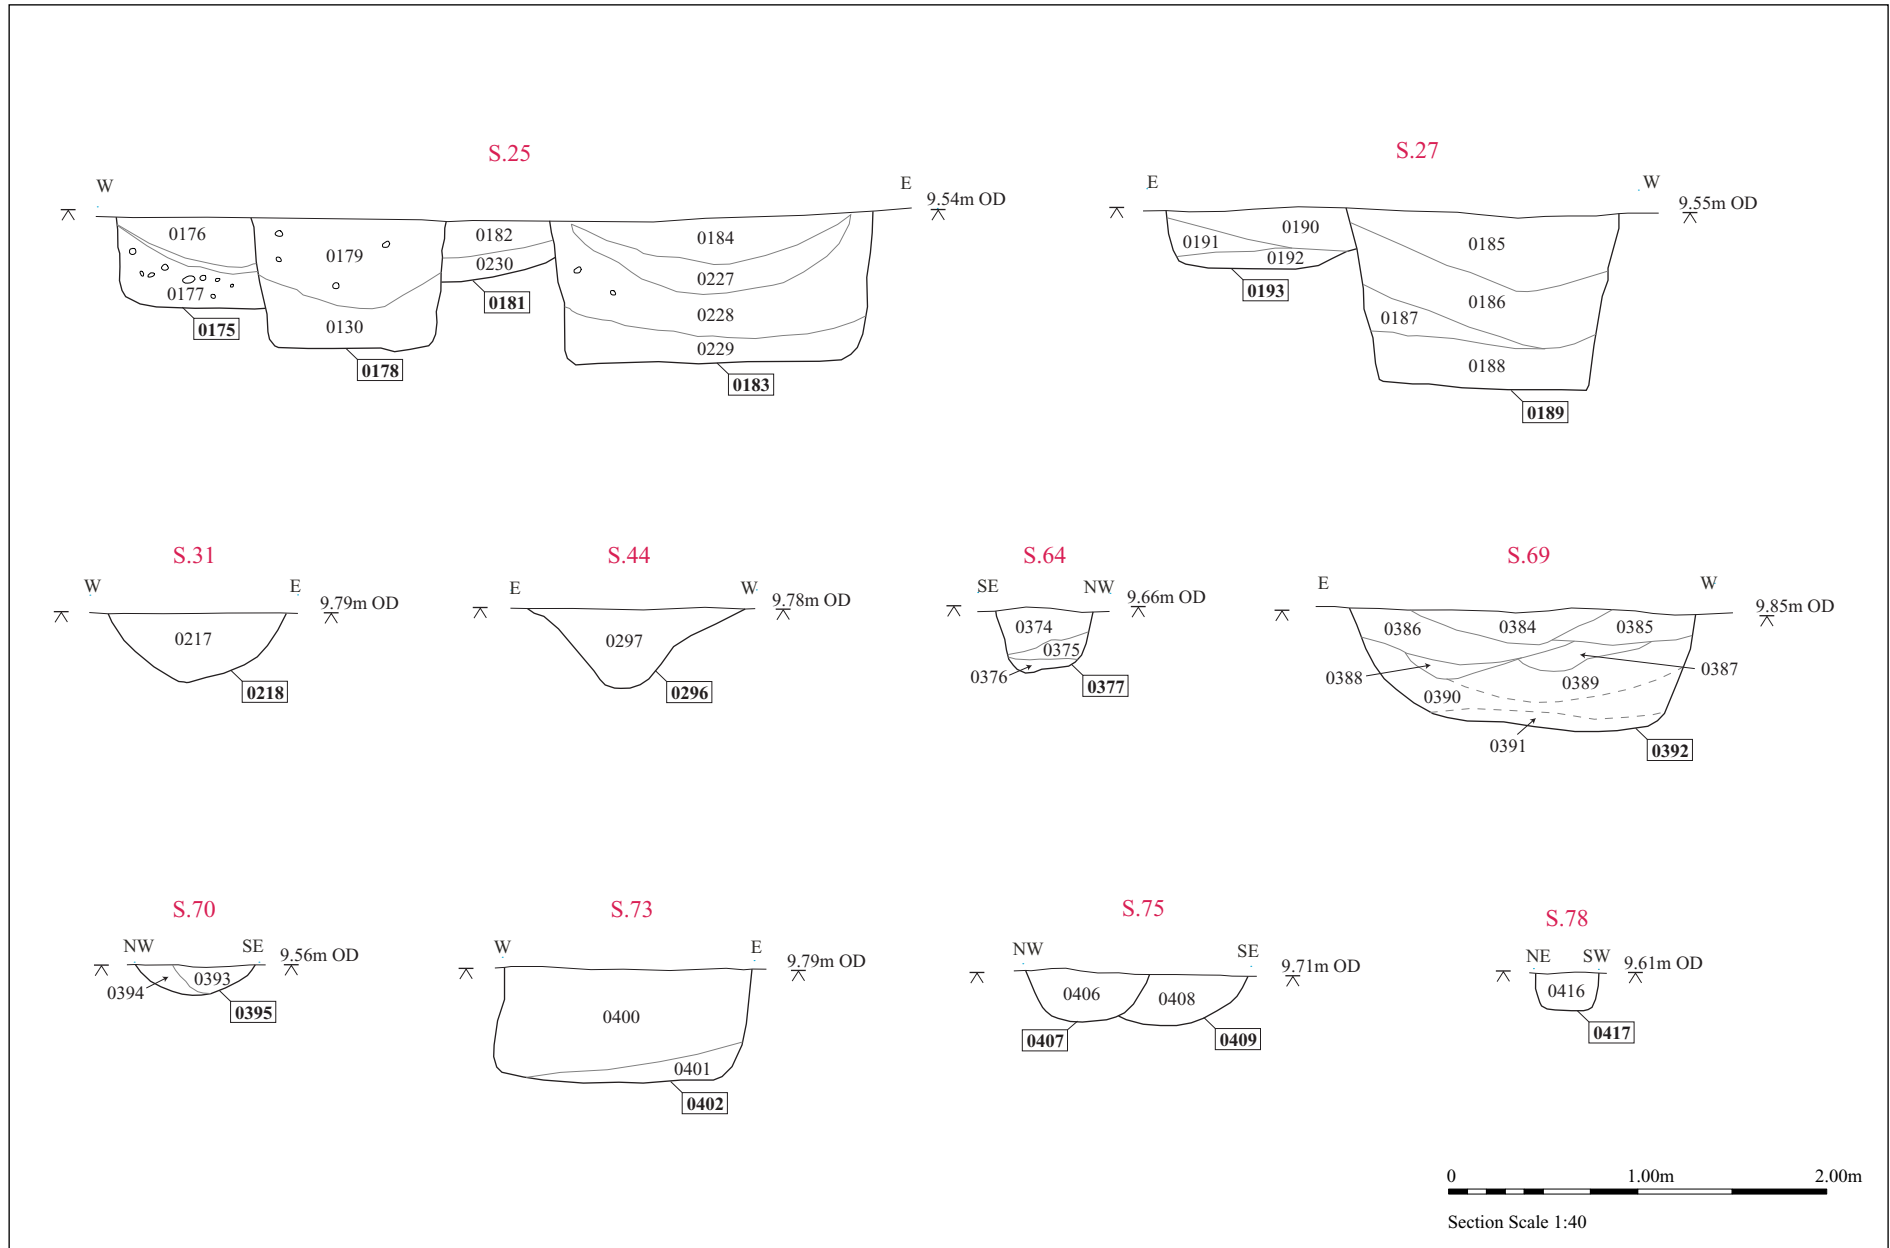 S.25
W
E
9.54m OD
0176
0177
0175
0179
0130
0178
0182
0230
0181
0184
0227
0228
0229
0183
S.27
E
W
9.55m OD
0190
0191
0192
0193
0185
0186
0187
0188
0189
S.31
W
E
9.79m OD
0217
0218
S.44
E
W
9.78m OD
0297
0296
S.64
SE
NW
9.66m OD
0374
0375
0376
0377
S.69
E
W
9.85m OD
0386
0384
0385
0388
0387
0389
0390
0391
0392
S.70
NW
SE
9.56m OD
0394
0393
0395
S.73
W
E
9.79m OD
0400
0401
0402
S.75
NW
SE
9.71m OD
0406
0408
0407
0409
S.78
NE
SW
9.61m OD
0416
0417
0 1.00m 2.00m
Section Scale 1:40